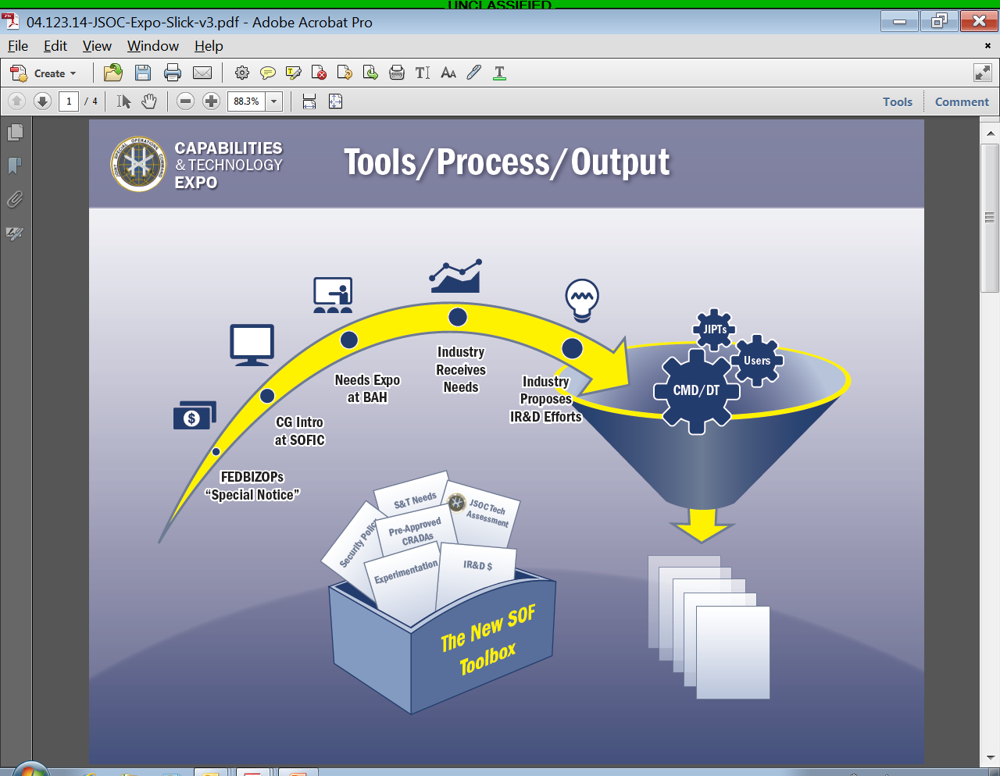 UNCLASSIFIED
04.123.14-JSOC-Expo-Slick-v3.pdf - Adobe Acrobat Pro
File Edit View Window Help
Create
1 / 4
88.3%
Tools Comment
CAPABILITIES
& TECHNOLOGY
EXPO
Tools/Process/Output
JIPTs
Users
CMD/DT
Industry
Receives
Needs
Needs Expo
at BAH
Industry
Proposes
IR&D Efforts
CG Intro
at SOFIC
FEDBIZOPs
“Special Notice”
S&T Needs
JSOC Tech
Assessment
Security Polic
Pre-Approved
CRADAs
Experimentation
IR&D $
The New SOF
Toolbox